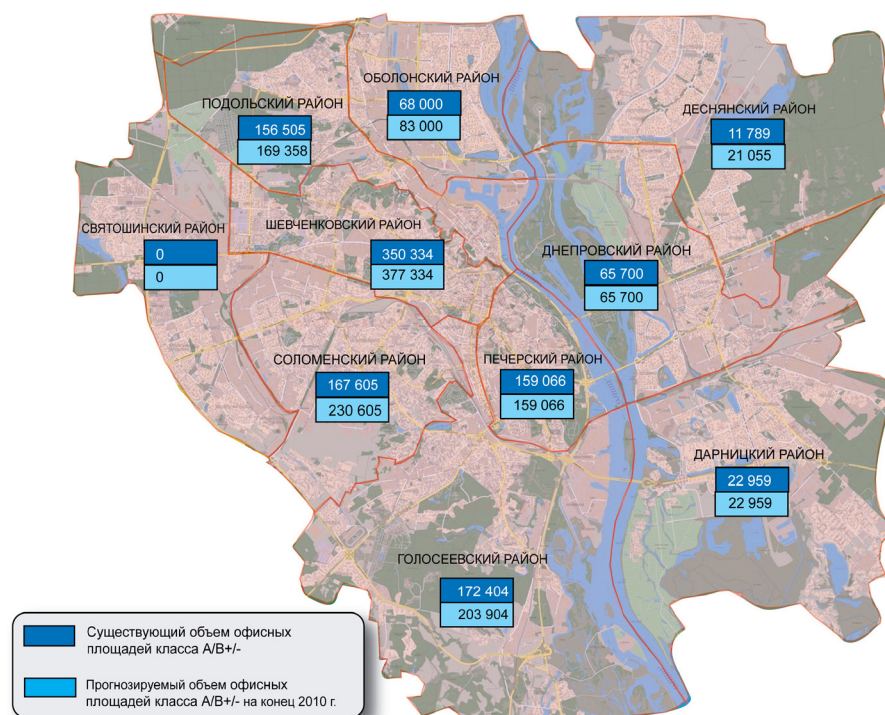 ОБОЛОНСКИЙ РАЙОН
68 000
83 000
ПОДОЛЬСКИЙ РАЙОН
156 505
169 358
ДЕСНЯНСКИЙ РАЙОН
11 789
21 055
СВЯТОШИНСКИЙ РАЙОН
0
0
ШЕВЧЕНКОВСКИЙ РАЙОН
350 334
377 334
ДНЕПРОВСКИЙ РАЙОН
65 700
65 700
СОЛОМЕНСКИЙ РАЙОН
167 605
230 605
ПЕЧЕРСКИЙ РАЙОН
159 066
159 066
ДАРНИЦКИЙ РАЙОН
22 959
22 959
ГОЛОСЕЕВСКИЙ РАЙОН
172 404
203 904
Существующий объем офисных
площадей класса А/В+/-
Прогнозируемый объем офисных
площадей класса А/В+/- на конец 2010 г.